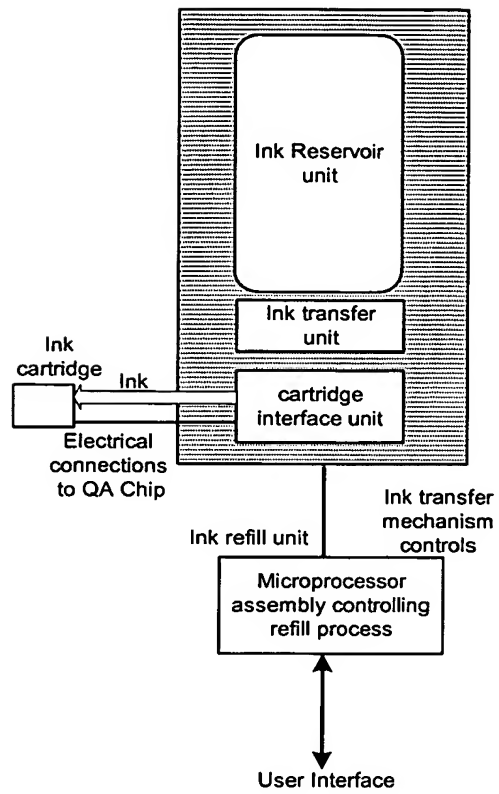 Ink Reservoir
unit
Ink transfer
unit
Ink
cartridge
Ink
cartridge
interface unit
Electrical
connections
to QA Chip
Ink transfer
mechanism
controls
Ink refill unit
Microprocessor
assembly controlling
refill process
User Interface